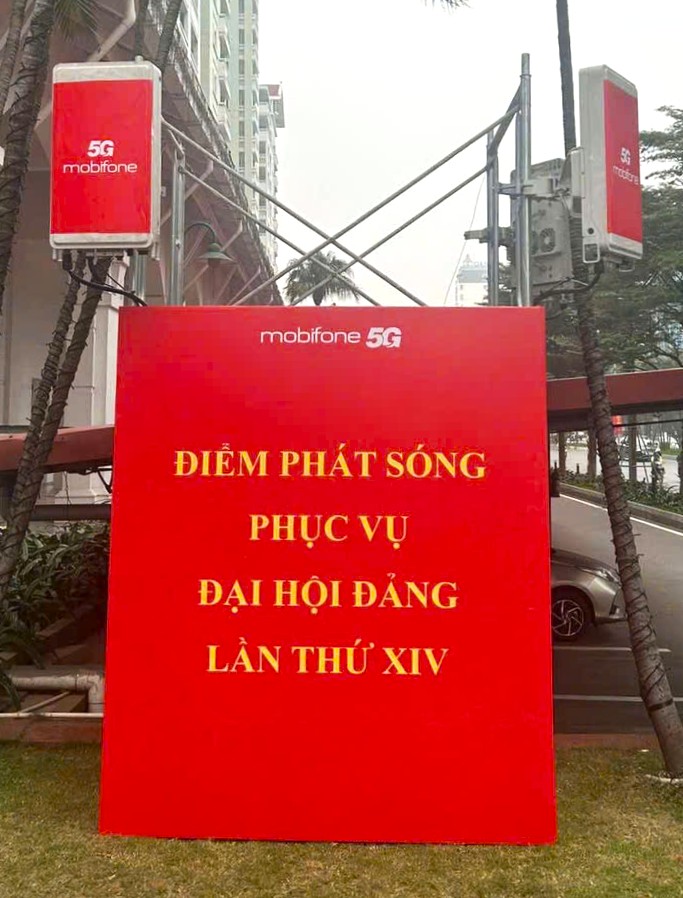 5G
mobifone
5G
mobifone
mobifone 5G
ĐIỂM PHÁT SÓNG
PHỤC VỤ
ĐẠI HỘI ĐẢNG
LẦN THỨ XIV